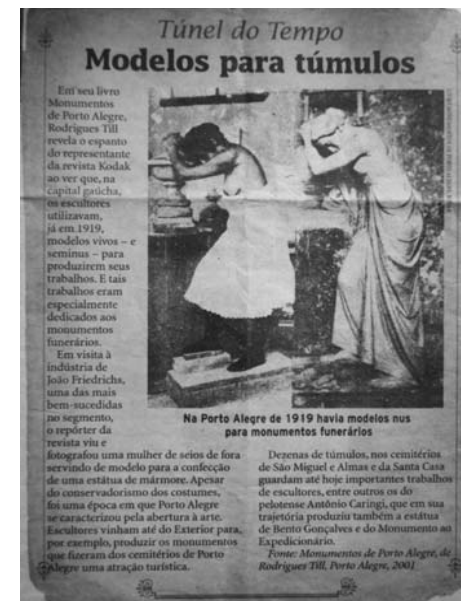 Túnel do Tempo
Modelos para túmulos
Em seu livro
Monumentos
de Porto Alegre,
Rodrigues Till
revela o espanto
do representante
da revista Kodak
ao ver que, na
capital gaúcha,
os escultores
utilizavam,
já em 1919,
modelos vivos – e
seminus – para
produzirem seus
trabalhos. E tais
trabalhos eram
especialmente
dedicados aos
monumentos
funerários.
Em visita à
indústria de
João Friedrichs,
uma das mais
bem-sucedidas
no segmento,
o repórter da
revista viu e
fotografou uma mulher de seios de fora
servindo de modelo para a confecção
de uma estátua de mármore. Apesar
do conservadorismo dos costumes,
foi uma época em que Porto Alegre
se caracterizou pela abertura à arte.
Escultores vinham até do Exterior para,
por exemplo, produzir os monumentos
que fizeram dos cemitérios de Porto
Alegre uma atração turística.
Na Porto Alegre de 1919 havia modelos nus
para monumentos funerários
Dezenas de túmulos, nos cemitérios
de São Miguel e Almas e da Santa Casa
guardam até hoje importantes trabalhos
de escultores, entre outros os do
pelotense Antônio Caringi, que em sua
trajetória produziu também a estátua
de Bento Gonçalves e do Monumento ao
Expedicionário.
Fonte: Monumentos de Porto Alegre, de
Rodrigues Till, Porto Alegre, 2001